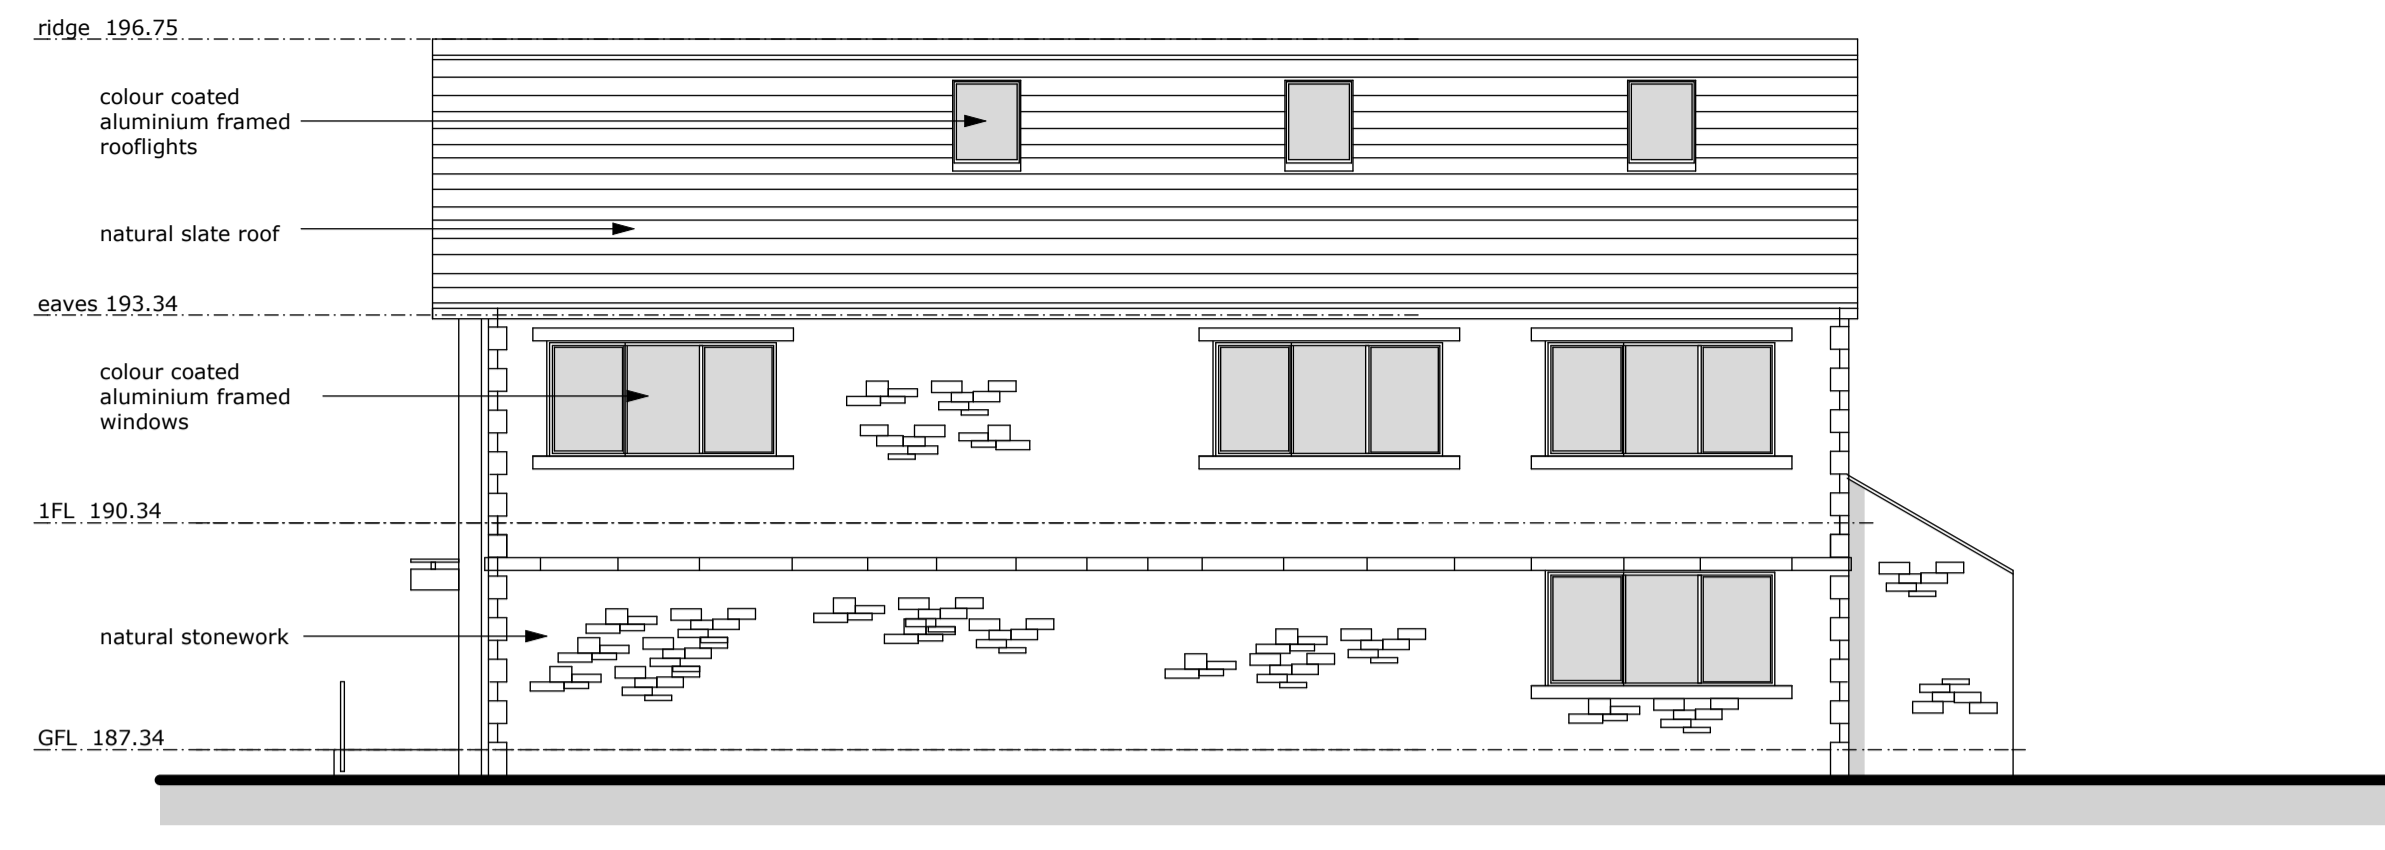 ridge 196.75
colour coated
aluminium framed
rooflights
natural slate roof
eaves 193.34
colour coated
aluminium framed
windows
1FL 190.34
natural stonework
GFL 187.34